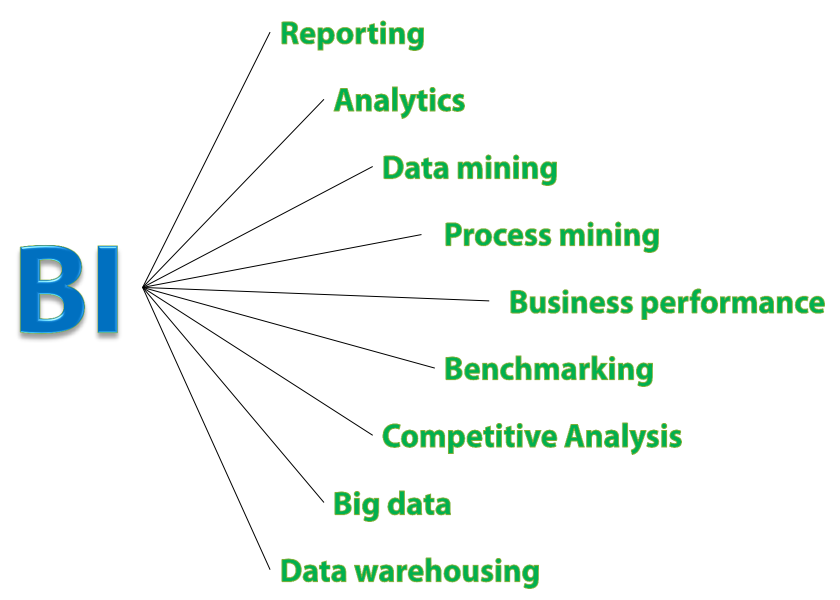 Reporting
Analytics
Data mining
Process mining
BI
Business performance
Benchmarking
Competitive Analysis
Big data
Data warehousing